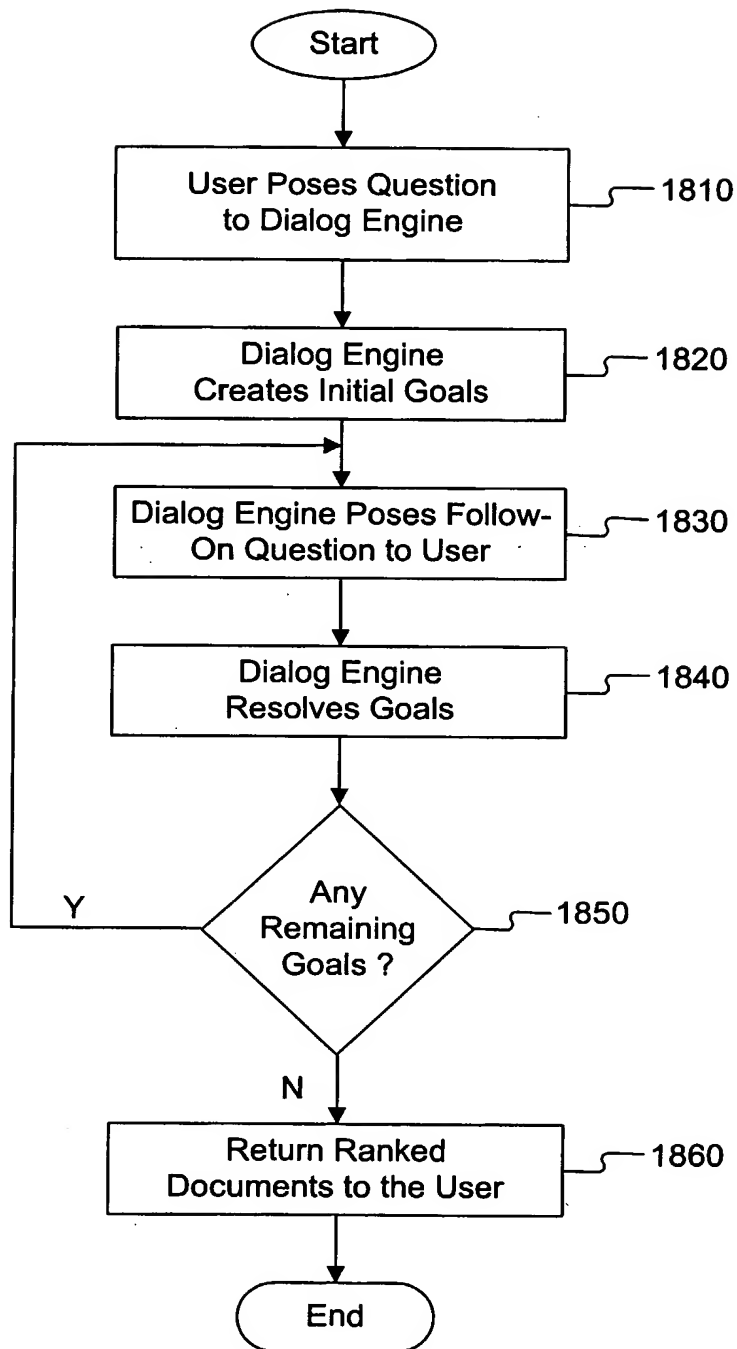 Start
User Poses Question
to Dialog Engine
1810
Dialog Engine
Creates Initial Goals
1820
Dialog Engine Poses Follow-
On Question to User
1830
Dialog Engine
Resolves Goals
1840
Any
Remaining
Goals ?
1850
Y
N
Return Ranked
Documents to the User
1860
End